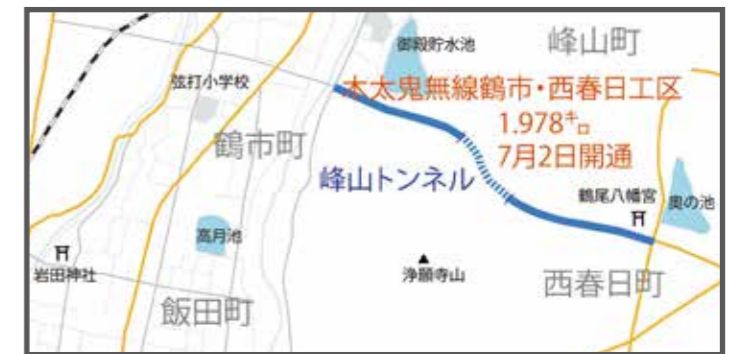 御殿貯水池
峰山町
弦打小学校
木太鬼無線鶴市・西春日工区
1.978㌔
7月2日開通
鶴市町
峰山トンネル
鶴尾八幡宮
奥の池
高月池
岩田神社
浄願寺山
西春日町
飯田町